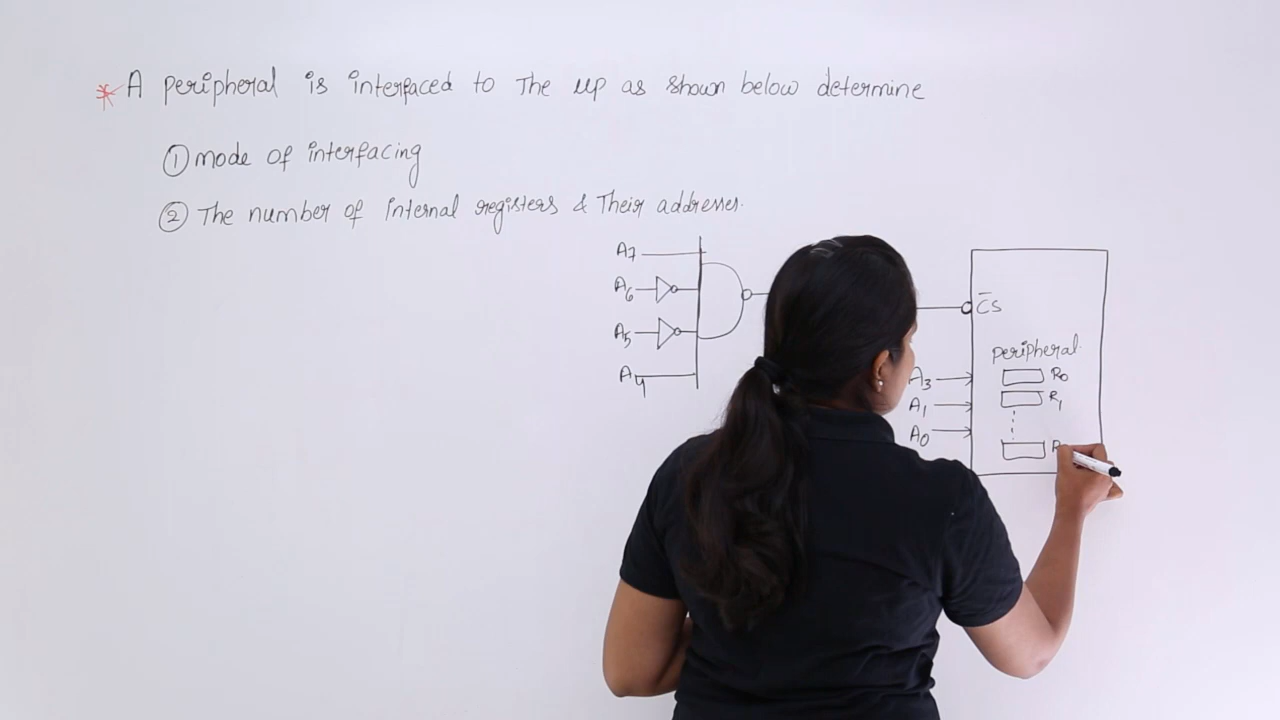 * A peripheral is interfaced to The up as shown below determine
① mode of interfacing
② The number of internal registers & Their addresses.
A7
A6
A5
A4
C̅S
peripheral
A3
A1
A0
R0
R1